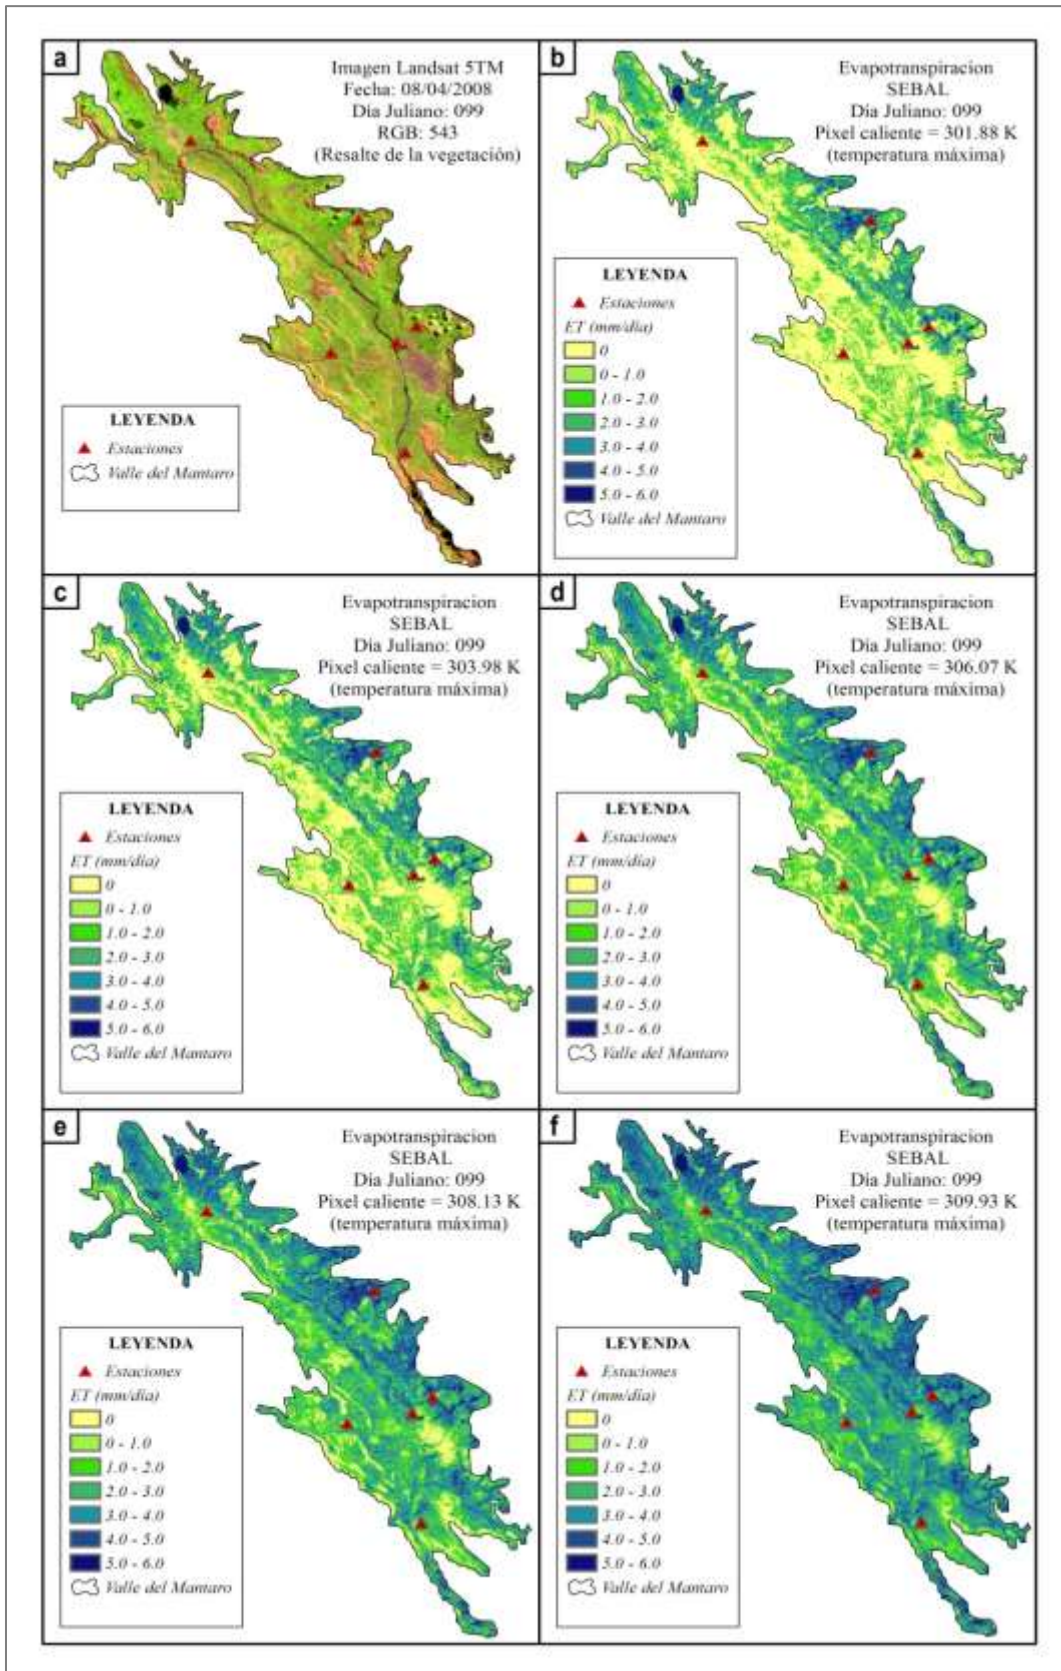 a
Imagen Landsat 5TM
Fecha: 08/04/2008
Día Juliano: 099
RGB: 543
(Resalte de la vegetación)
LEYENDA
Estaciones
Valle del Mantaro
b
Evapotranspiracion
SEBAL
Día Juliano: 099
Pixel caliente = 301.88 K
(temperatura máxima)
LEYENDA
Estaciones
ET (mm/día)
0
0 - 1.0
1.0 - 2.0
2.0 - 3.0
3.0 - 4.0
4.0 - 5.0
5.0 - 6.0
Valle del Mantaro
c
Evapotranspiracion
SEBAL
Día Juliano: 099
Pixel caliente = 303.98 K
(temperatura máxima)
LEYENDA
Estaciones
ET (mm/día)
0
0 - 1.0
1.0 - 2.0
2.0 - 3.0
3.0 - 4.0
4.0 - 5.0
5.0 - 6.0
Valle del Mantaro
d
Evapotranspiracion
SEBAL
Día Juliano: 099
Pixel caliente = 306.07 K
(temperatura máxima)
LEYENDA
Estaciones
ET (mm/día)
0
0 - 1.0
1.0 - 2.0
2.0 - 3.0
3.0 - 4.0
4.0 - 5.0
5.0 - 6.0
Valle del Mantaro
e
Evapotranspiracion
SEBAL
Día Juliano: 099
Pixel caliente = 308.13 K
(temperatura máxima)
LEYENDA
Estaciones
ET (mm/día)
0
0 - 1.0
1.0 - 2.0
2.0 - 3.0
3.0 - 4.0
4.0 - 5.0
5.0 - 6.0
Valle del Mantaro
f
Evapotranspiracion
SEBAL
Día Juliano: 099
Pixel caliente = 309.93 K
(temperatura máxima)
LEYENDA
Estaciones
ET (mm/día)
0
0 - 1.0
1.0 - 2.0
2.0 - 3.0
3.0 - 4.0
4.0 - 5.0
5.0 - 6.0
Valle del Mantaro